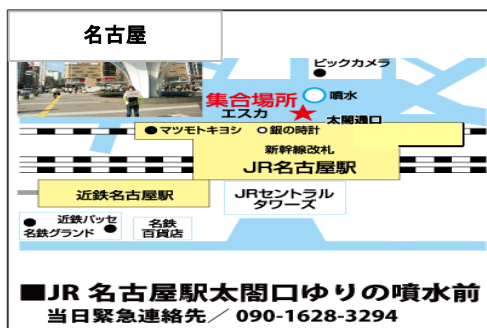 名古屋
ビックカメラ
集合場所
噴水
エスカ
太閤通口
マツモトキヨシ
銀の時計
新幹線改札
JR名古屋駅
近鉄名古屋駅
JRセントラル
タワーズ
近鉄パッセ
名鉄グランド
名鉄
百貨店
■JR 名古屋駅太閤口ゆりの噴水前
当日緊急連絡先／ 090-1628-3294